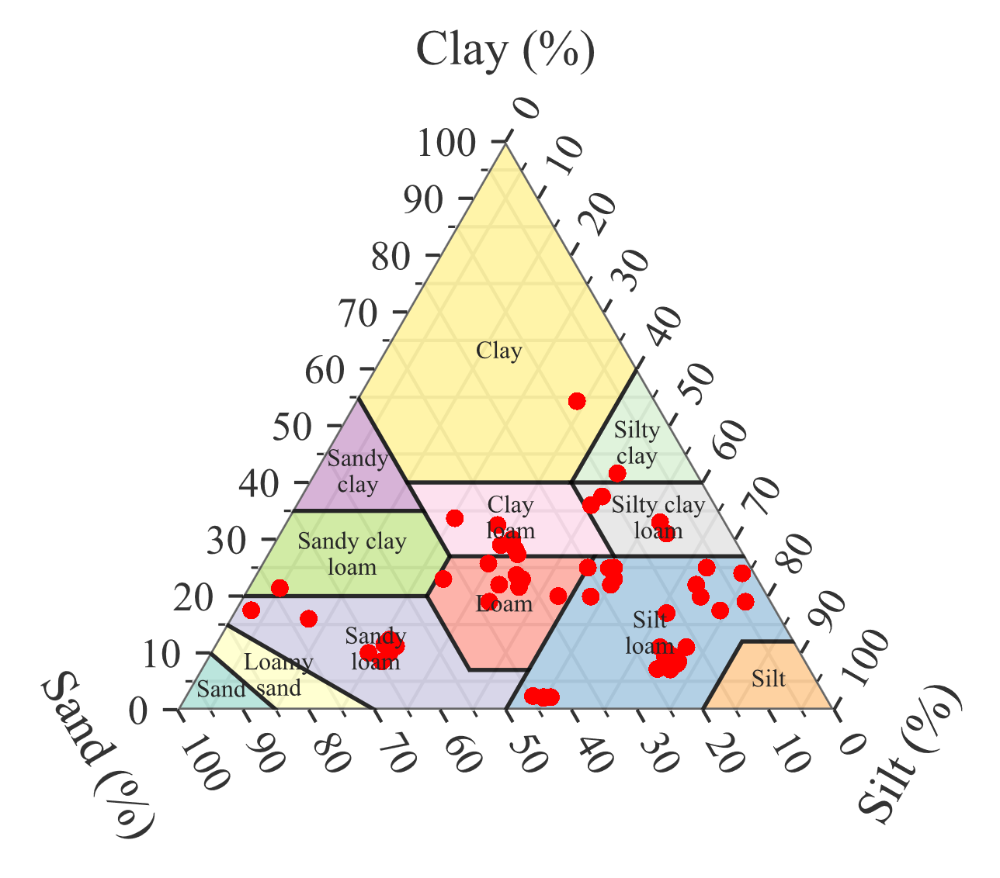 Clay (%)
0
100
10
90
20
80
30
70
40
Clay
60
50
50
Silty
clay
60
Sandy
clay
40
70
Clay
loam
Silty clay
loam
30
Sandy clay
loam
80
20
Loam
90
Silt
loam
Sandy
loam
10
100
Loamy
sand
Sand
Silt
0
Sand (%)
100
90
80
70
60
50
40
30
20
10
0
Silt (%)